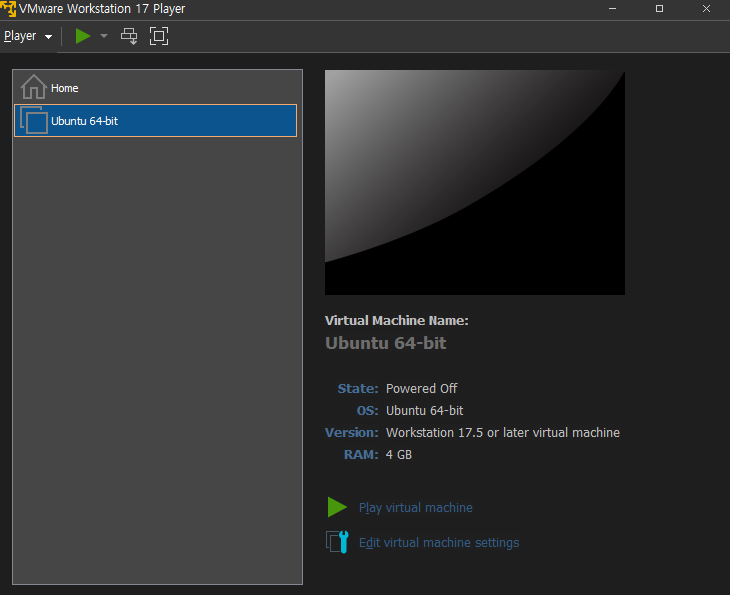 VMware Workstation 17 Player
Player
Home
Ubuntu 64-bit
Virtual Machine Name:
Ubuntu 64-bit
State: Powered Off
OS: Ubuntu 64-bit
Version: Workstation 17.5 or later virtual machine
RAM: 4 GB
Play virtual machine
Edit virtual machine settings